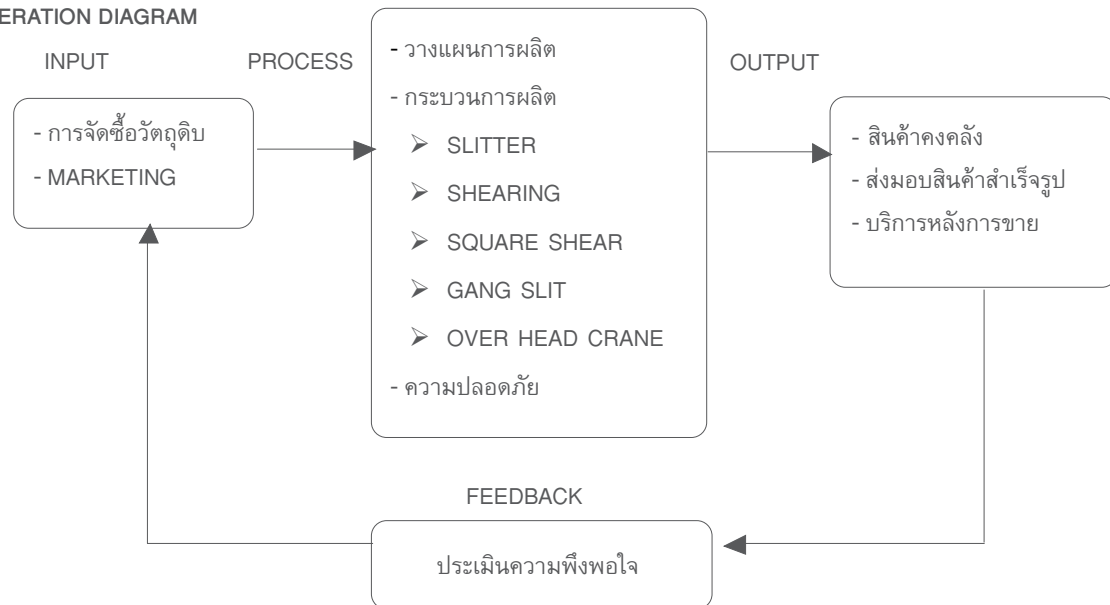 ERATION DIAGRAM
INPUT
- การจัดซื้อวัตถุดิบ
- MARKETING
PROCESS
- วางแผนการผลิต
- กระบวนการผลิต
➢ SLITTER
➢ SHEARING
➢ SQUARE SHEAR
➢ GANG SLIT
➢ OVER HEAD CRANE
- ความปลอดภัย
OUTPUT
- สินค้าคงคลัง
- ส่งมอบสินค้าสำเร็จรูป
- บริการหลังการขาย
FEEDBACK
ประเมินความพึงพอใจ